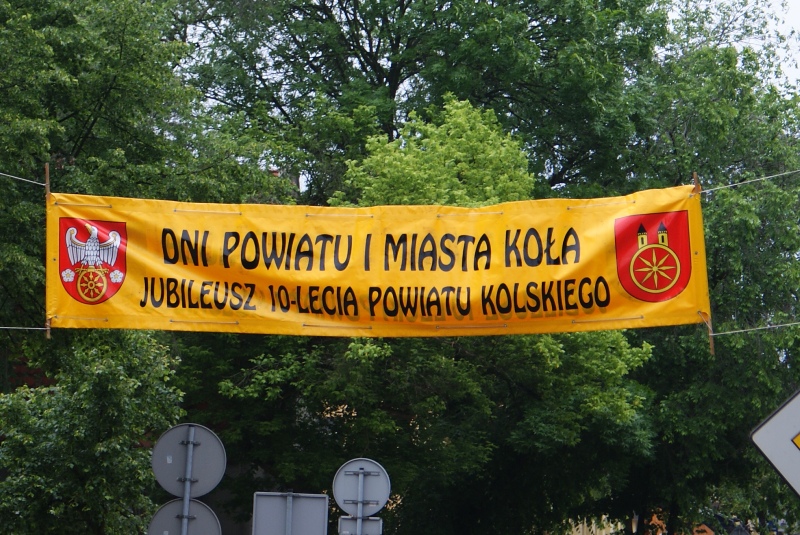 DNI POWIATU I MIASTA KOŁA
JUBILEUSZ 10-LECIA POWIATU KOLSKIEGO